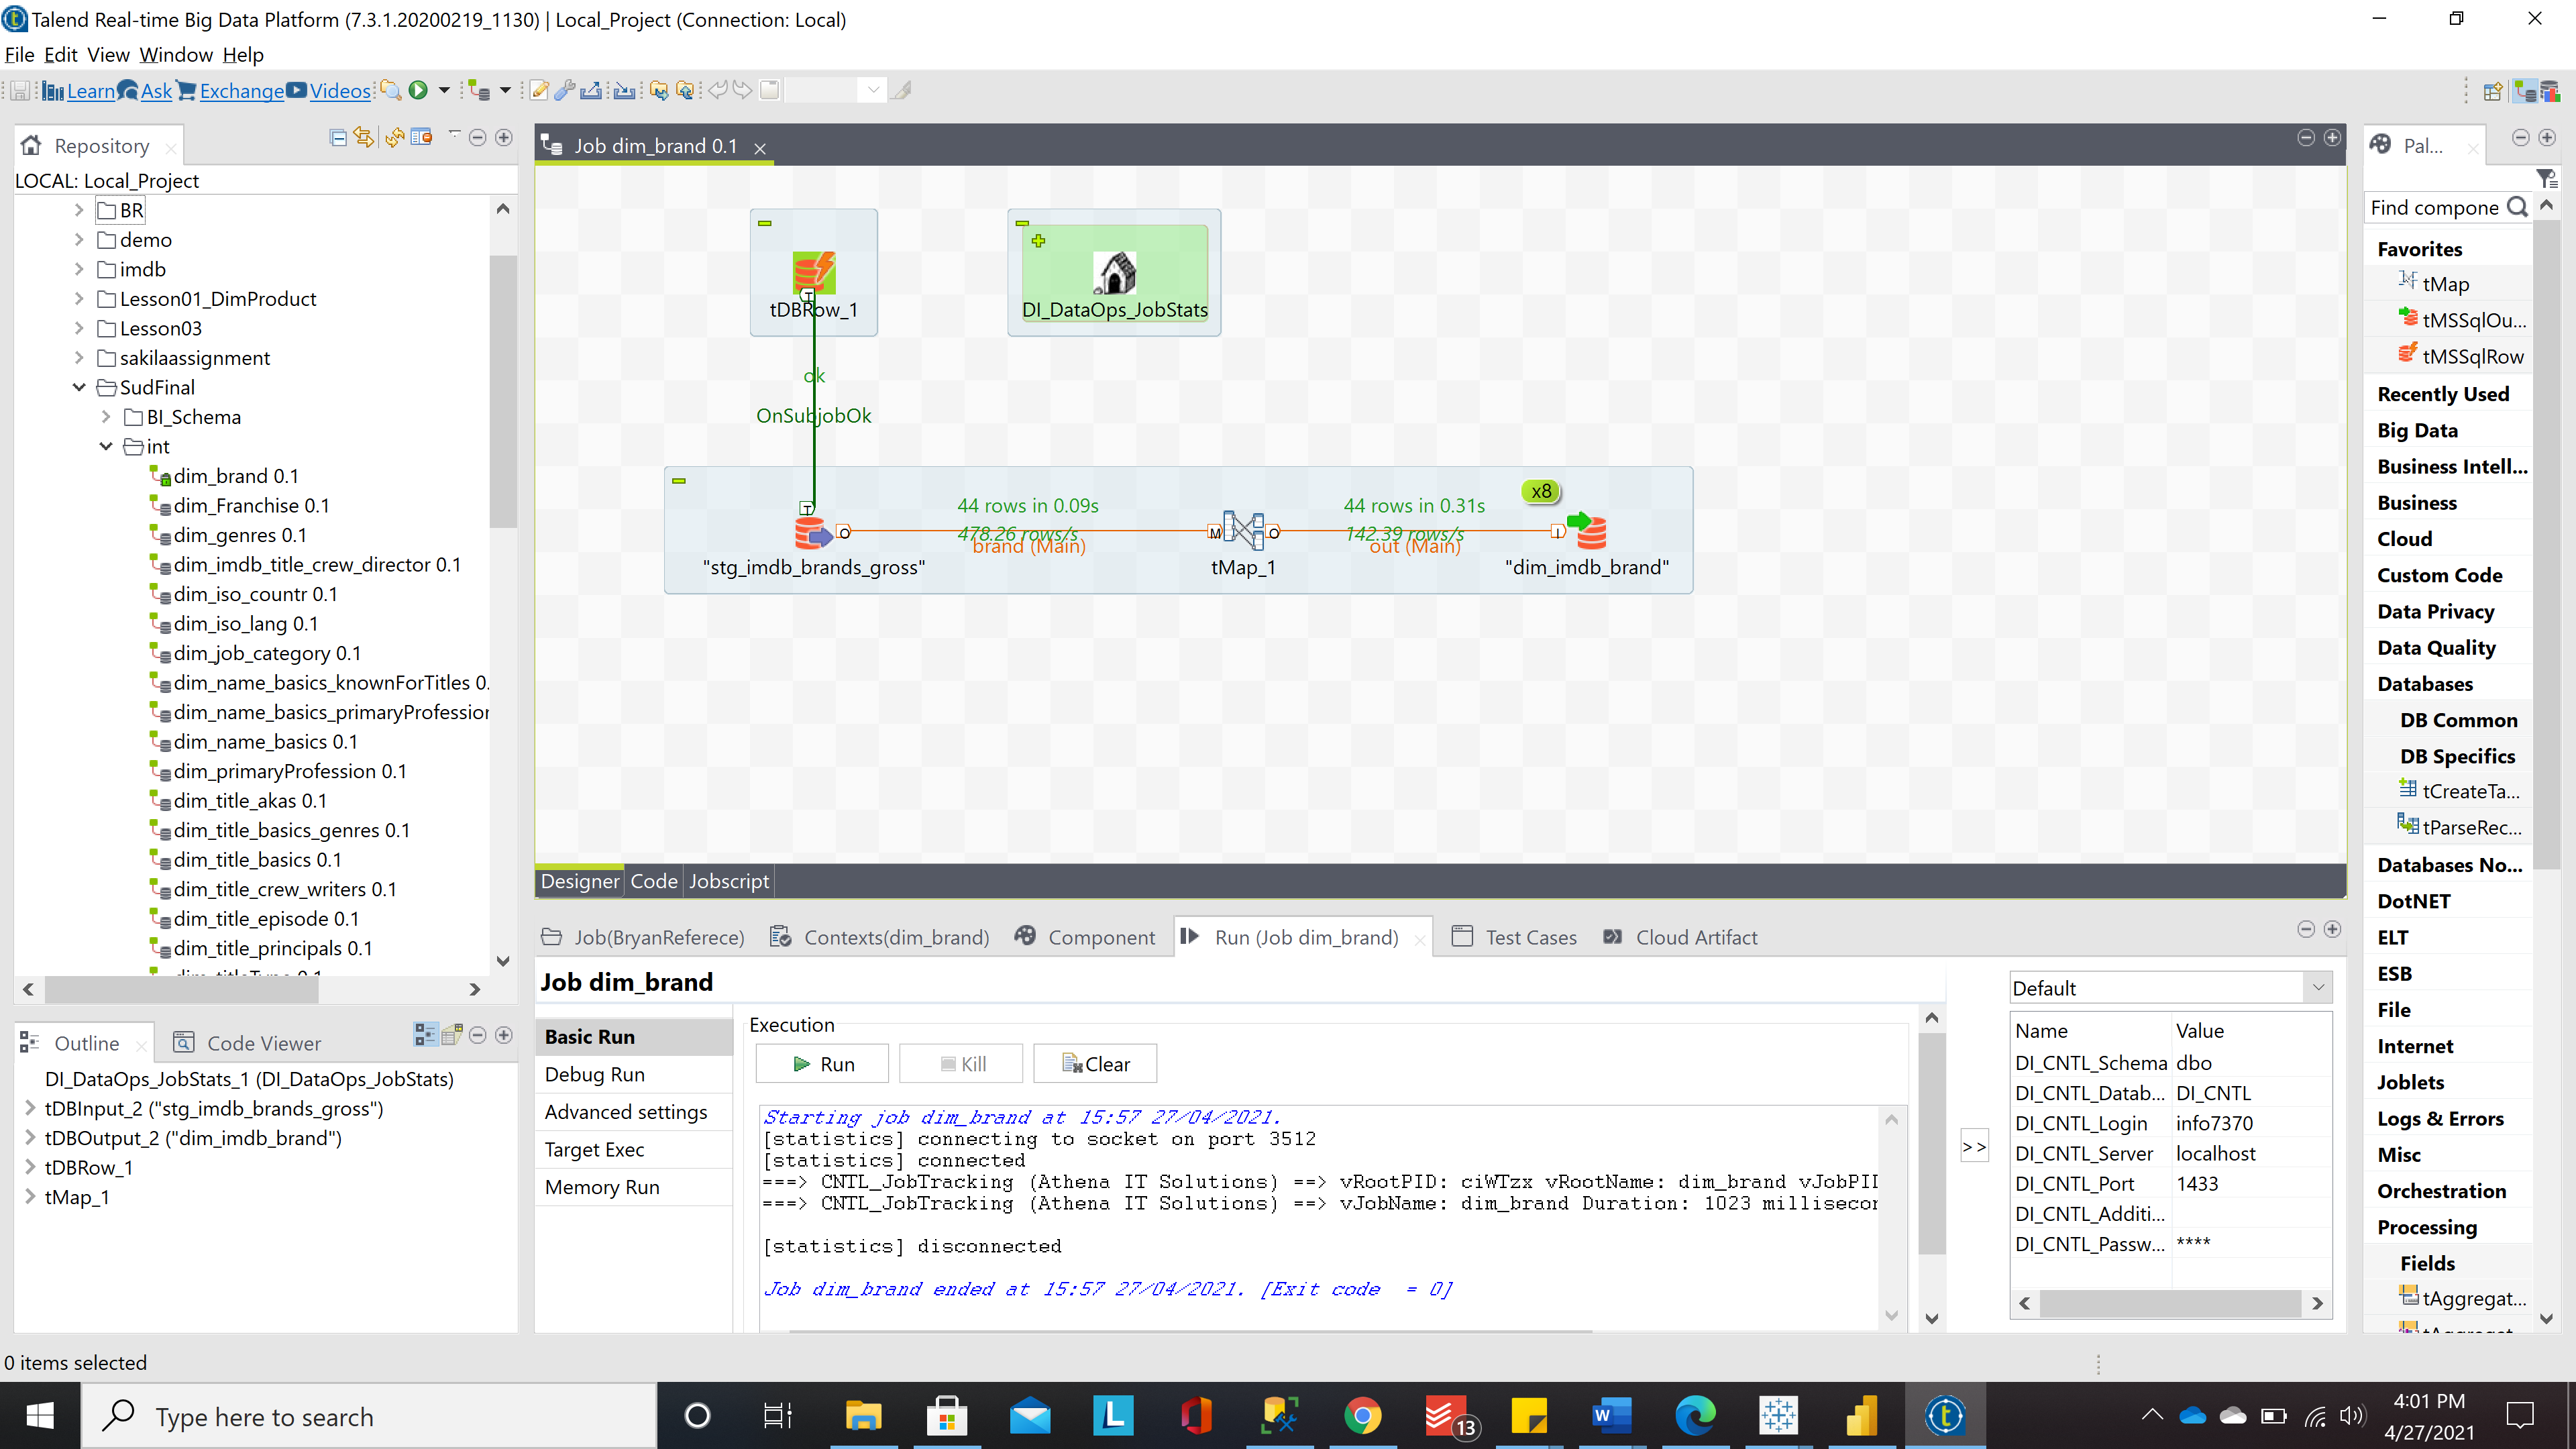 Talend Real-time Big Data Platform (7.3.1.20200219_1130) | Local_Project (Connection: Local)
File Edit View Window Help
Learn Ask Exchange Videos
Repository
LOCAL: Local_Project
BR
demo
imdb
Lesson01_DimProduct
Lesson03
sakilaassignment
SudFinal
BI_Schema
int
dim_brand 0.1
dim_Franchise 0.1
dim_genres 0.1
dim_imdb_title_crew_director 0.1
dim_iso_countr 0.1
dim_iso_lang 0.1
dim_job_category 0.1
dim_name_basics_knownForTitles 0.
dim_name_basics_primaryProfession
dim_name_basics 0.1
dim_primaryProfession 0.1
dim_title_akas 0.1
dim_title_basics_genres 0.1
dim_title_basics 0.1
dim_title_crew_writers 0.1
dim_title_episode 0.1
dim_title_principals 0.1
Outline
Code Viewer
DI_DataOps_JobStats_1 (DI_DataOps_JobStats)
tDBInput_2 ("stg_imdb_brands_gross")
tDBOutput_2 ("dim_imdb_brand")
tDBRow_1
tMap_1
0 items selected
Job dim_brand 0.1
T
tDBRow_1
DI_DataOps_JobStats
ok
OnSubjobOk
x8
44 rows in 0.09s
44 rows in 0.31s
T
O
478.26 rows/s
M
O
142.39 rows/s
I
brand (Main)
out (Main)
"stg_imdb_brands_gross"
tMap_1
"dim_imdb_brand"
Designer Code Jobscript
Job(BryanReferece) Contexts(dim_brand) Component Run (Job dim_brand) Test Cases Cloud Artifact
Job dim_brand
Basic Run
Debug Run
Advanced settings
Target Exec
Memory Run
Execution
Run Kill Clear
Starting job dim_brand at 15:57 27/04/2021.
[statistics] connecting to socket on port 3512
[statistics] connected
===> CNTL_JobTracking (Athena IT Solutions) ==> vRootPID: ciWTzx vRootName: dim_brand vJobPID
===> CNTL_JobTracking (Athena IT Solutions) ==> vJobName: dim_brand Duration: 1023 millisecon
[statistics] disconnected
Job dim_brand ended at 15:57 27/04/2021. [Exit code  = 0]
>>
Default
Name Value
DI_CNTL_Schema dbo
DI_CNTL_Datab... DI_CNTL
DI_CNTL_Login info7370
DI_CNTL_Server localhost
DI_CNTL_Port 1433
DI_CNTL_Additi...
DI_CNTL_Passw... ****
Pal...
Find compone
Favorites
tMap
tMSSqlOu...
tMSSqlRow
Recently Used
Big Data
Business Intell...
Business
Cloud
Custom Code
Data Privacy
Data Quality
Databases
DB Common
DB Specifics
tCreateTa...
tParseRec...
Databases No...
DotNET
ELT
ESB
File
Internet
Joblets
Logs & Errors
Misc
Orchestration
Processing
Fields
tAggregat...
Type here to search
13
4:01 PM
4/27/2021